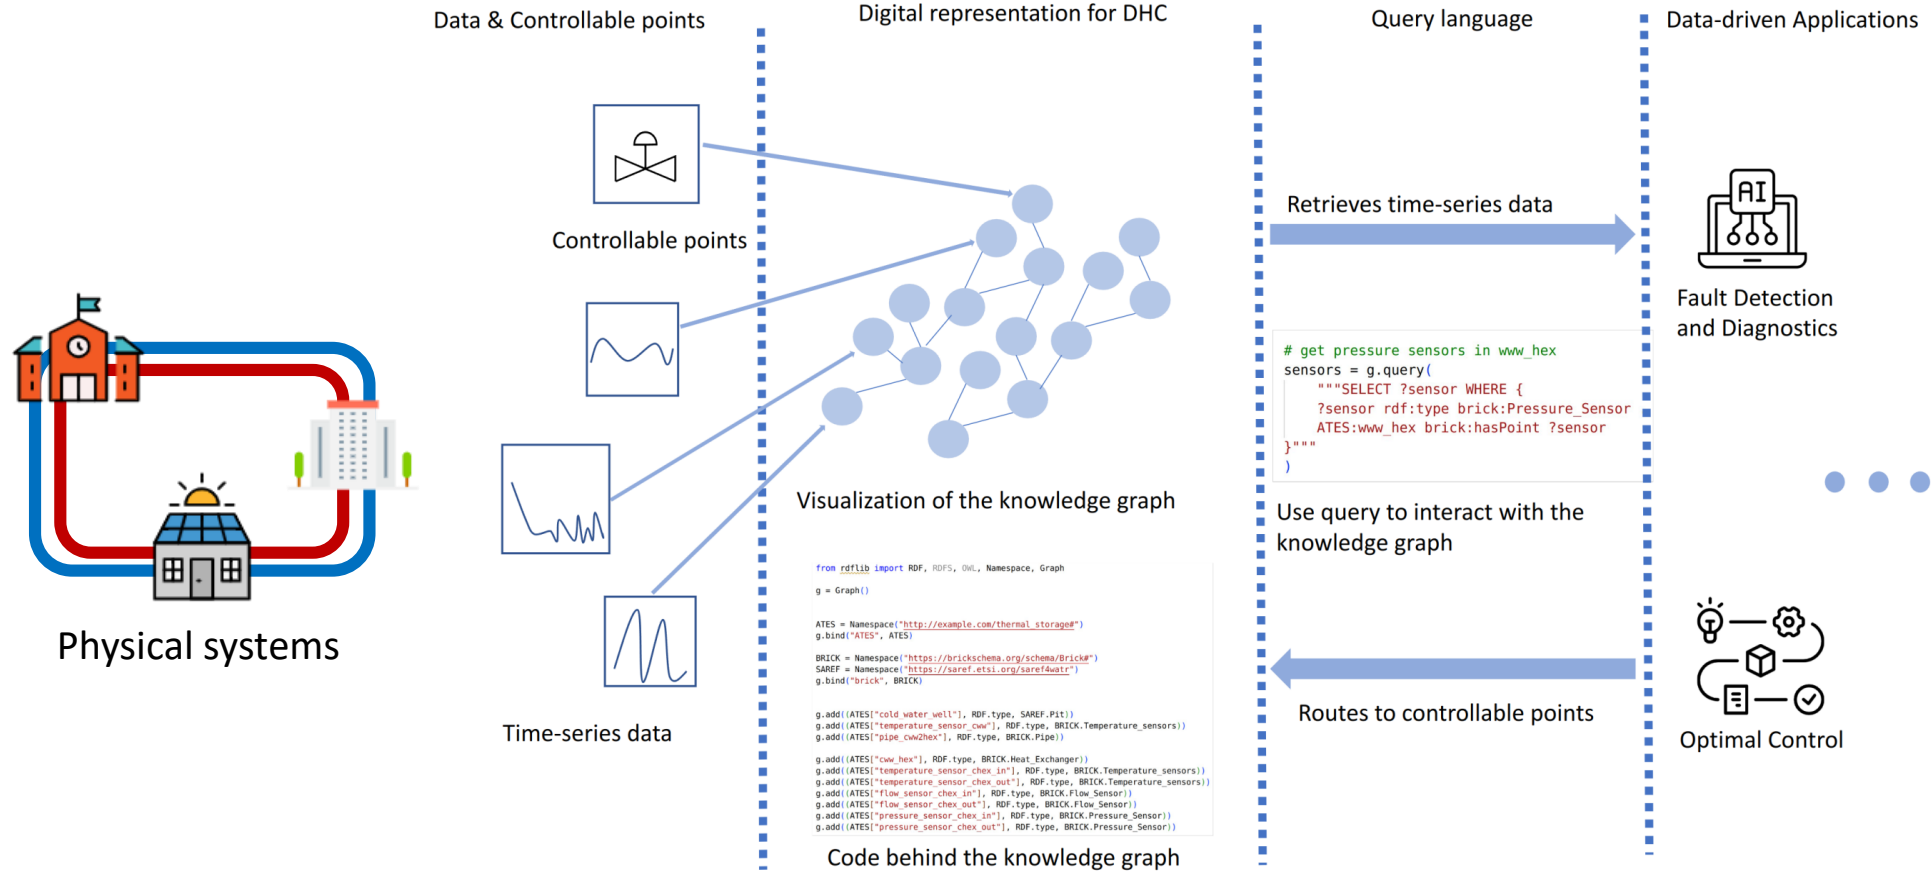 Data & Controllable points
Digital representation for DHC
Query language
Data-driven Applications
Controllable points
Time-series data
Physical systems
Visualization of the knowledge graph
from rdflib import RDF, RDFS, OWL, Namespace, Graph
g = Graph()
ATES = Namespace("http://example.com/thermal_storage#")
g.bind("ATES", ATES)
BRICK = Namespace("https://brickschema.org/schema/Brick#")
SAREF = Namespace("https://saref.etsi.org/saref4watr")
g.bind("brick", BRICK)
g.add((ATES["cold_water_well"], RDF.type, SAREF.Pit))
g.add((ATES["temperature_sensor_cww"], RDF.type, BRICK.Temperature_sensors))
g.add((ATES["pipe_cww2hex"], RDF.type, BRICK.Pipe))
g.add((ATES["cww_hex"], RDF.type, BRICK.Heat_Exchanger))
g.add((ATES["temperature_sensor_chex_in"], RDF.type, BRICK.Temperature_sensors))
g.add((ATES["temperature_sensor_chex_out"], RDF.type, BRICK.Temperature_sensors))
g.add((ATES["flow_sensor_chex_in"], RDF.type, BRICK.Flow_Sensor))
g.add((ATES["flow_sensor_chex_out"], RDF.type, BRICK.Flow_Sensor))
g.add((ATES["pressure_sensor_chex_in"], RDF.type, BRICK.Pressure_Sensor))
g.add((ATES["pressure_sensor_chex_out"], RDF.type, BRICK.Pressure_Sensor))
Code behind the knowledge graph
Retrieves time-series data
# get pressure sensors in www_hex
sensors = g.query(
"""SELECT ?sensor WHERE {
?sensor rdf:type brick:Pressure_Sensor
ATES:www_hex brick:hasPoint ?sensor
}"""
)
Use query to interact with the
knowledge graph
Routes to controllable points
AI
Fault Detection
and Diagnostics
Optimal Control